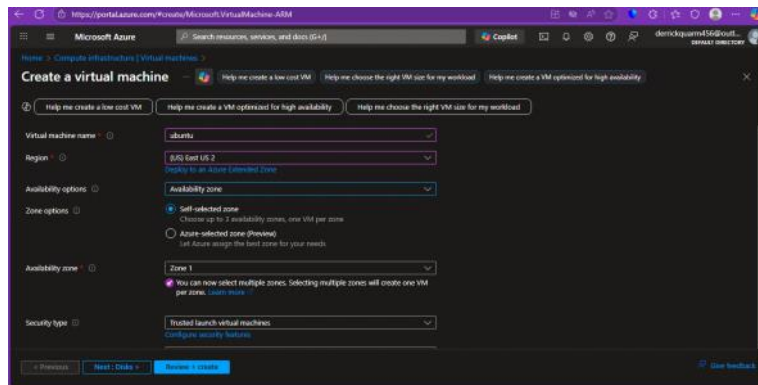 https://portal.azure.com/#create/Microsoft.VirtualMachine-ARM
Microsoft Azure
Search resources, services, and docs (G+/)
Copilot
derrickquarm456@outl...
DEFAULT DIRECTORY
Home > Compute infrastructure | Virtual machines >
Create a virtual machine
Help me create a low cost VM
Help me choose the right VM size for my workload
Help me create a VM optimized for high availability
Help me create a low cost VM
Help me create a VM optimized for high availability
Help me choose the right VM size for my workload
Virtual machine name *
ubuntu
Region *
(US) East US 2
Deploy to an Azure Extended Zone
Availability options
Availability zone
Zone options
Self-selected zone
Choose up to 3 availability zones, one VM per zone
Azure-selected zone (Preview)
Let Azure assign the best zone for your needs
Availability zone *
Zone 1
You can now select multiple zones. Selecting multiple zones will create one VM
per zone. Learn more
Security type
Trusted launch virtual machines
Configure security features
< Previous
Next : Disks >
Review + create
Give feedback